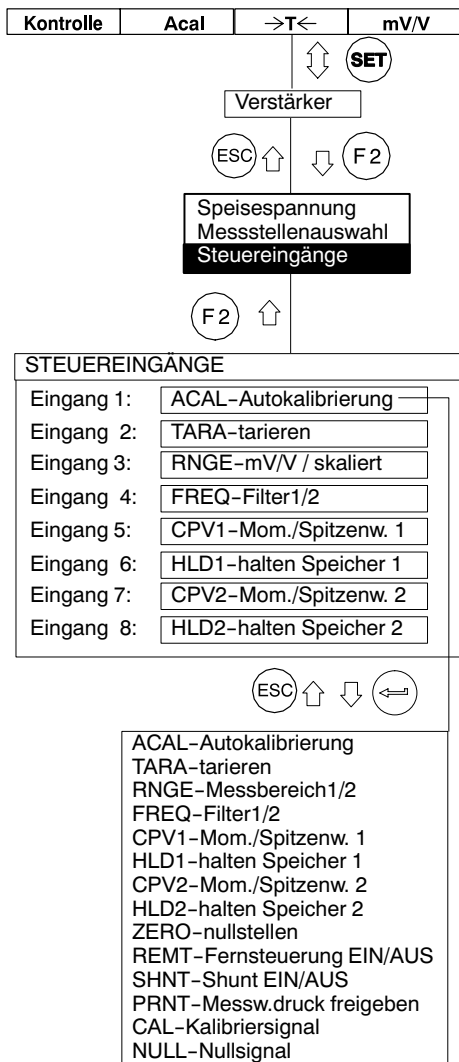 Kontrolle Acal →T← mV/V
SET
Verstärker
ESC F2
Speisespannung
Messstellenauswahl
Steuereingänge
F2
STEUEREINGÄNGE
Eingang 1: ACAL-Autokalibrierung
Eingang 2: TARA-tarieren
Eingang 3: RNGE-mV/V / skaliert
Eingang 4: FREQ-Filter1/2
Eingang 5: CPV1-Mom./Spitzenw. 1
Eingang 6: HLD1-halten Speicher 1
Eingang 7: CPV2-Mom./Spitzenw. 2
Eingang 8: HLD2-halten Speicher 2
ESC
ACAL-Autokalibrierung
TARA-tarieren
RNGE-Messbereich1/2
FREQ-Filter1/2
CPV1-Mom./Spitzenw. 1
HLD1-halten Speicher 1
CPV2-Mom./Spitzenw. 2
HLD2-halten Speicher 2
ZERO-nullstellen
REMT-Fernsteuerung EIN/AUS
SHNT-Shunt EIN/AUS
PRNT-Messw.druck freigeben
CAL-Kalibriersignal
NULL-Nullsignal